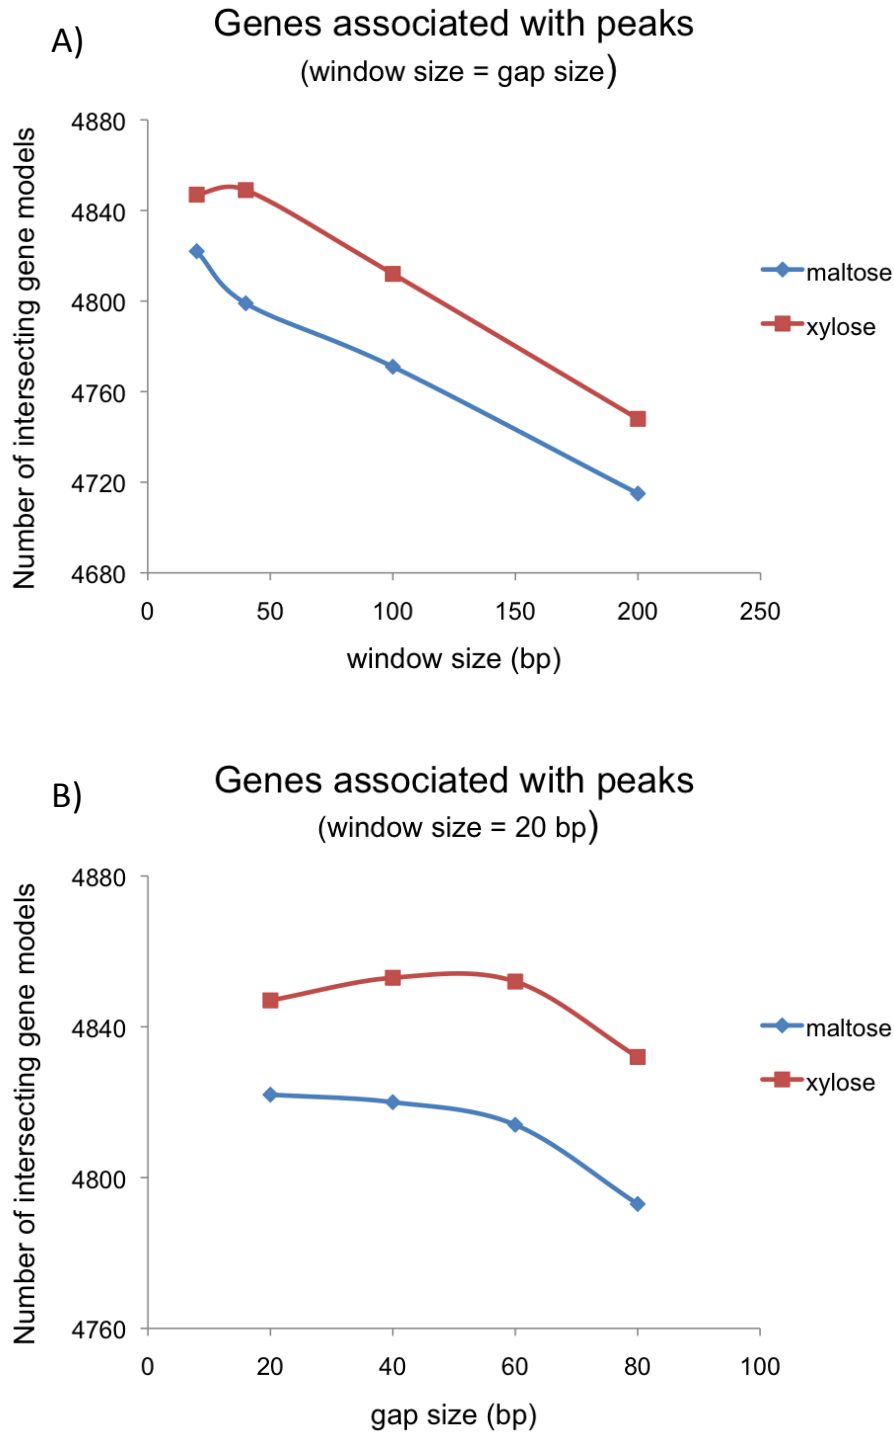 A)
Genes associated with peaks
(window size = gap size)
Number of intersecting gene models
4880
4840
4800
4760
4720
4680
0 50 100 150 200 250
window size (bp)
maltose
xylose
B)
Genes associated with peaks
(window size = 20 bp)
Number of intersecting gene models
4880
4840
4800
4760
0 20 40 60 80 100
gap size (bp)
maltose
xylose